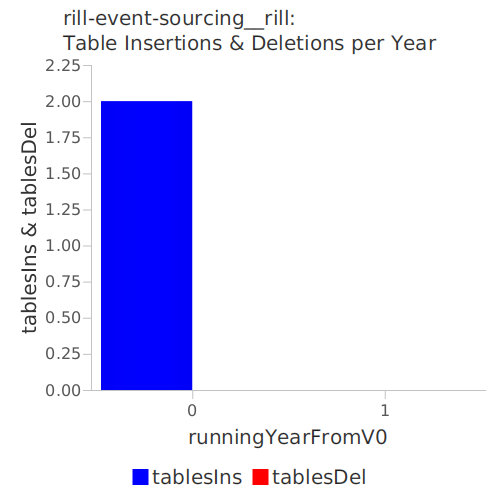 rill-event-sourcing__rill:
Table Insertions & Deletions per Year
tablesIns & tablesDel
2.25
2.00
1.75
1.50
1.25
1.00
0.75
0.50
0.25
0.00
0 1
runningYearFromV0
tablesIns tablesDel